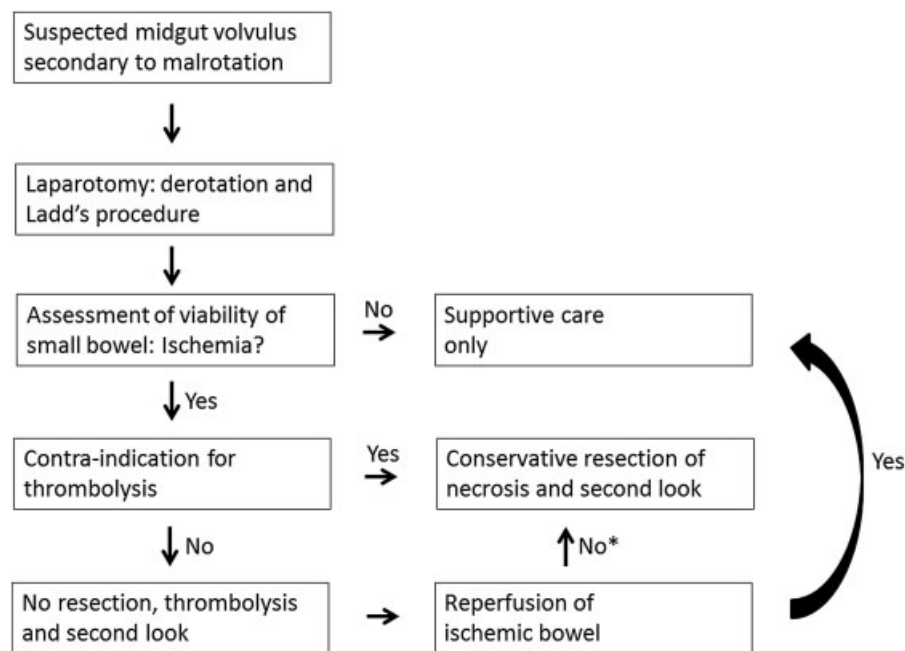 Suspected midgut volvulus
secondary to malrotation
Laparotomy: derotation and
Ladd's procedure
Assessment of viability of
small bowel: Ischemia?
No
Supportive care
only
Yes
Contra-indication for
thrombolysis
Yes
Conservative resection of
necrosis and second look
Yes
No
No*
No resection, thrombolysis
and second look
Reperfusion of
ischemic bowel